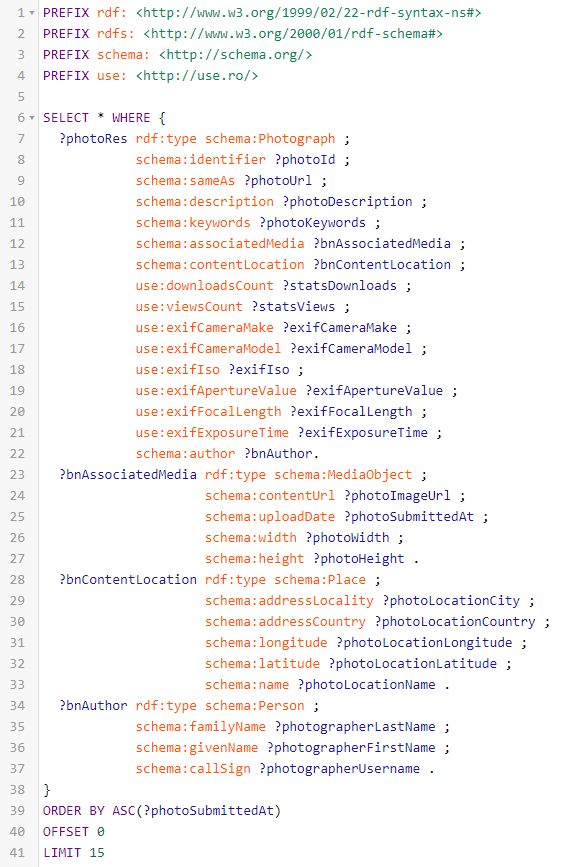 1 PREFIX rdf: <http://www.w3.org/1999/02/22-rdf-syntax-ns#>
2 PREFIX rdfs: <http://www.w3.org/2000/01/rdf-schema#>
3 PREFIX schema: <http://schema.org/>
4 PREFIX use: <http://use.ro/>
5
6 SELECT * WHERE {
7 ?photoRes rdf:type schema:Photograph ;
8 schema:identifier ?photoId ;
9 schema:sameAs ?photoUrl ;
10 schema:description ?photoDescription ;
11 schema:keywords ?photoKeywords ;
12 schema:associatedMedia ?bnAssociatedMedia ;
13 schema:contentLocation ?bnContentLocation ;
14 use:downloadsCount ?statsDownloads ;
15 use:viewsCount ?statsViews ;
16 use:exifCameraMake ?exifCameraMake ;
17 use:exifCameraModel ?exifCameraModel ;
18 use:exifIso ?exifIso ;
19 use:exifApertureValue ?exifApertureValue ;
20 use:exifFocalLength ?exifFocalLength ;
21 use:exifExposureTime ?exifExposureTime ;
22 schema:author ?bnAuthor.
23 ?bnAssociatedMedia rdf:type schema:MediaObject ;
24 schema:contentUrl ?photoImageUrl ;
25 schema:uploadDate ?photoSubmittedAt ;
26 schema:width ?photoWidth ;
27 schema:height ?photoHeight .
28 ?bnContentLocation rdf:type schema:Place ;
29 schema:addressLocality ?photoLocationCity ;
30 schema:addressCountry ?photoLocationCountry ;
31 schema:longitude ?photoLocationLongitude ;
32 schema:latitude ?photoLocationLatitude ;
33 schema:name ?photoLocationName .
34 ?bnAuthor rdf:type schema:Person ;
35 schema:familyName ?photographerLastName ;
36 schema:givenName ?photographerFirstName ;
37 schema:callSign ?photographerUsername .
38 }
39 ORDER BY ASC(?photoSubmittedAt)
40 OFFSET 0
41 LIMIT 15